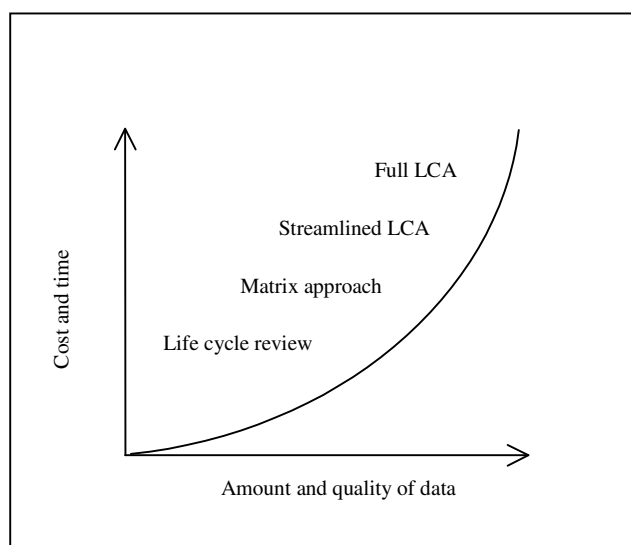 Full LCA
Streamlined LCA
Matrix approach
Life cycle review
Cost and time
Amount and quality of data